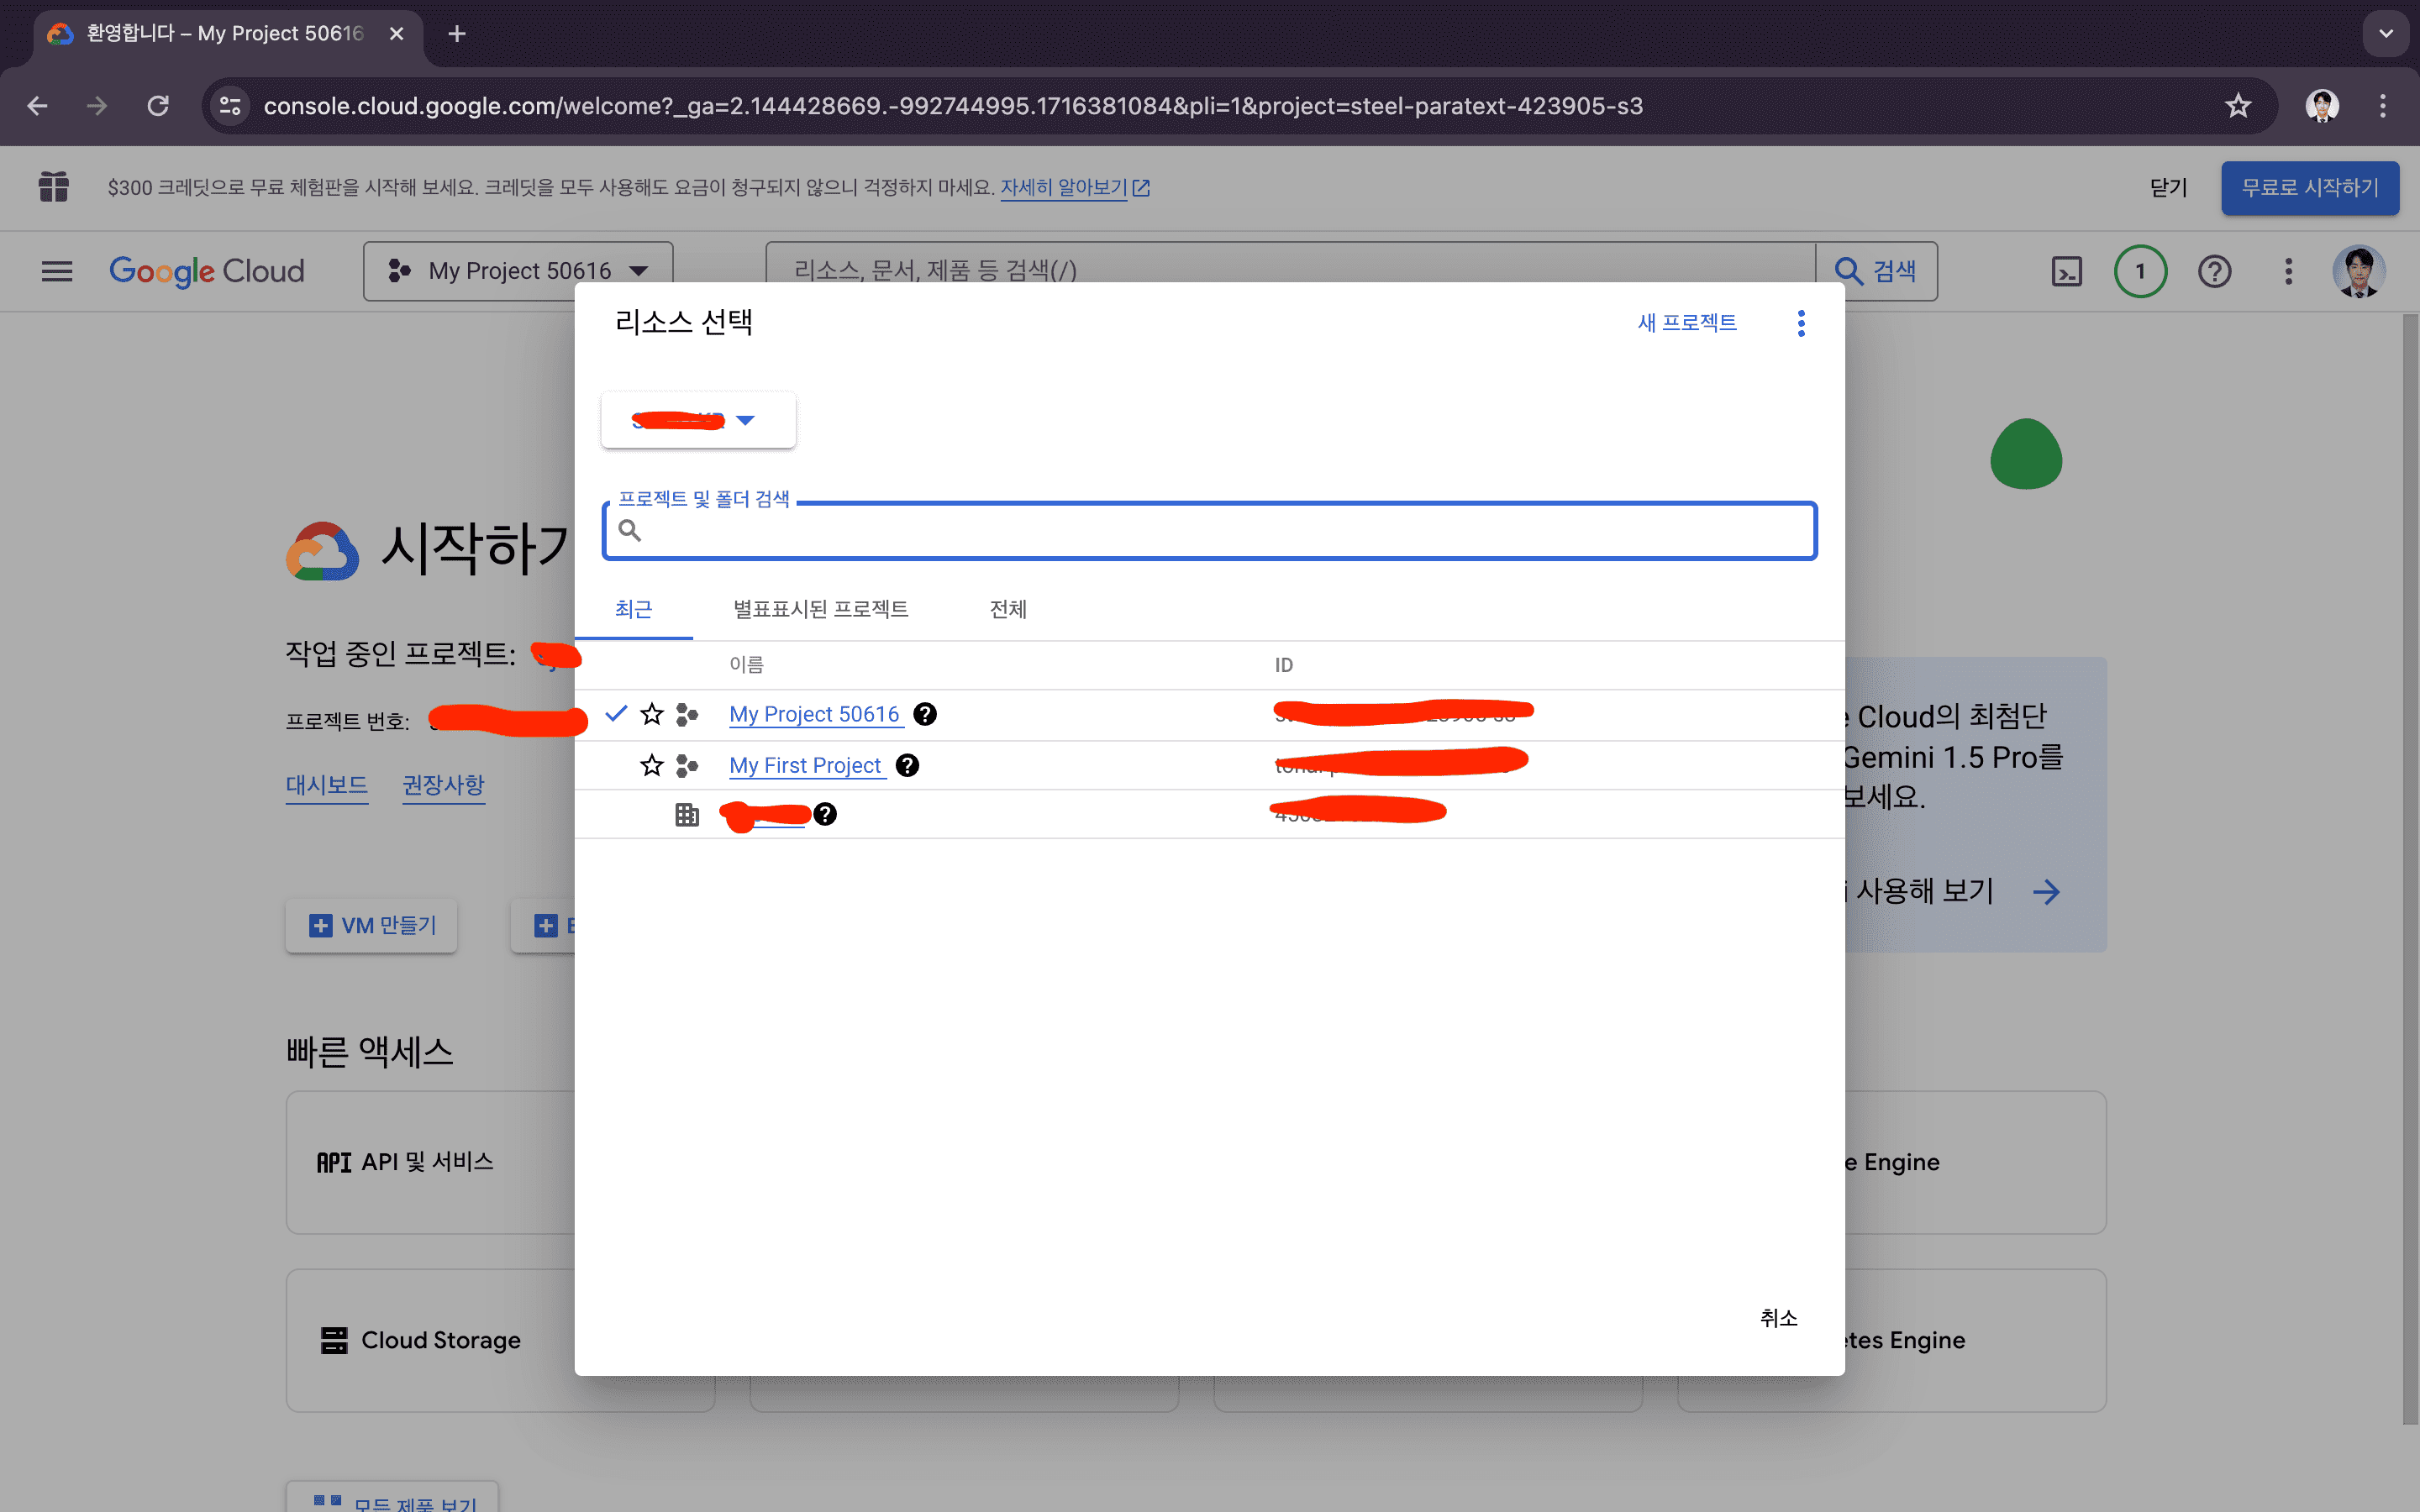 환영합니다 – My Project 50616
console.cloud.google.com/welcome?_ga=2.144428669.-992744995.1716381084&pli=1&project=steel-paratext-423905-s3
$300 크레딧으로 무료 체험판을 시작해 보세요. 크레딧을 모두 사용해도 요금이 청구되지 않으니 걱정하지 마세요. 자세히 알아보기
닫기
무료로 시작하기
Google Cloud
My Project 50616
리소스, 문서, 제품 등 검색(/)
검색
1
리소스 선택
새 프로젝트
프로젝트 및 폴더 검색
최근
별표표시된 프로젝트
전체
이름
ID
My Project 50616
My First Project
취소
시작하기
작업 중인 프로젝트:
프로젝트 번호:
대시보드
권장사항
Cloud의 최첨단
Gemini 1.5 Pro를
보세요.
사용해 보기
VM 만들기
빠른 액세스
API API 및 서비스
Engine
Cloud Storage
Engine
모든 제품 보기